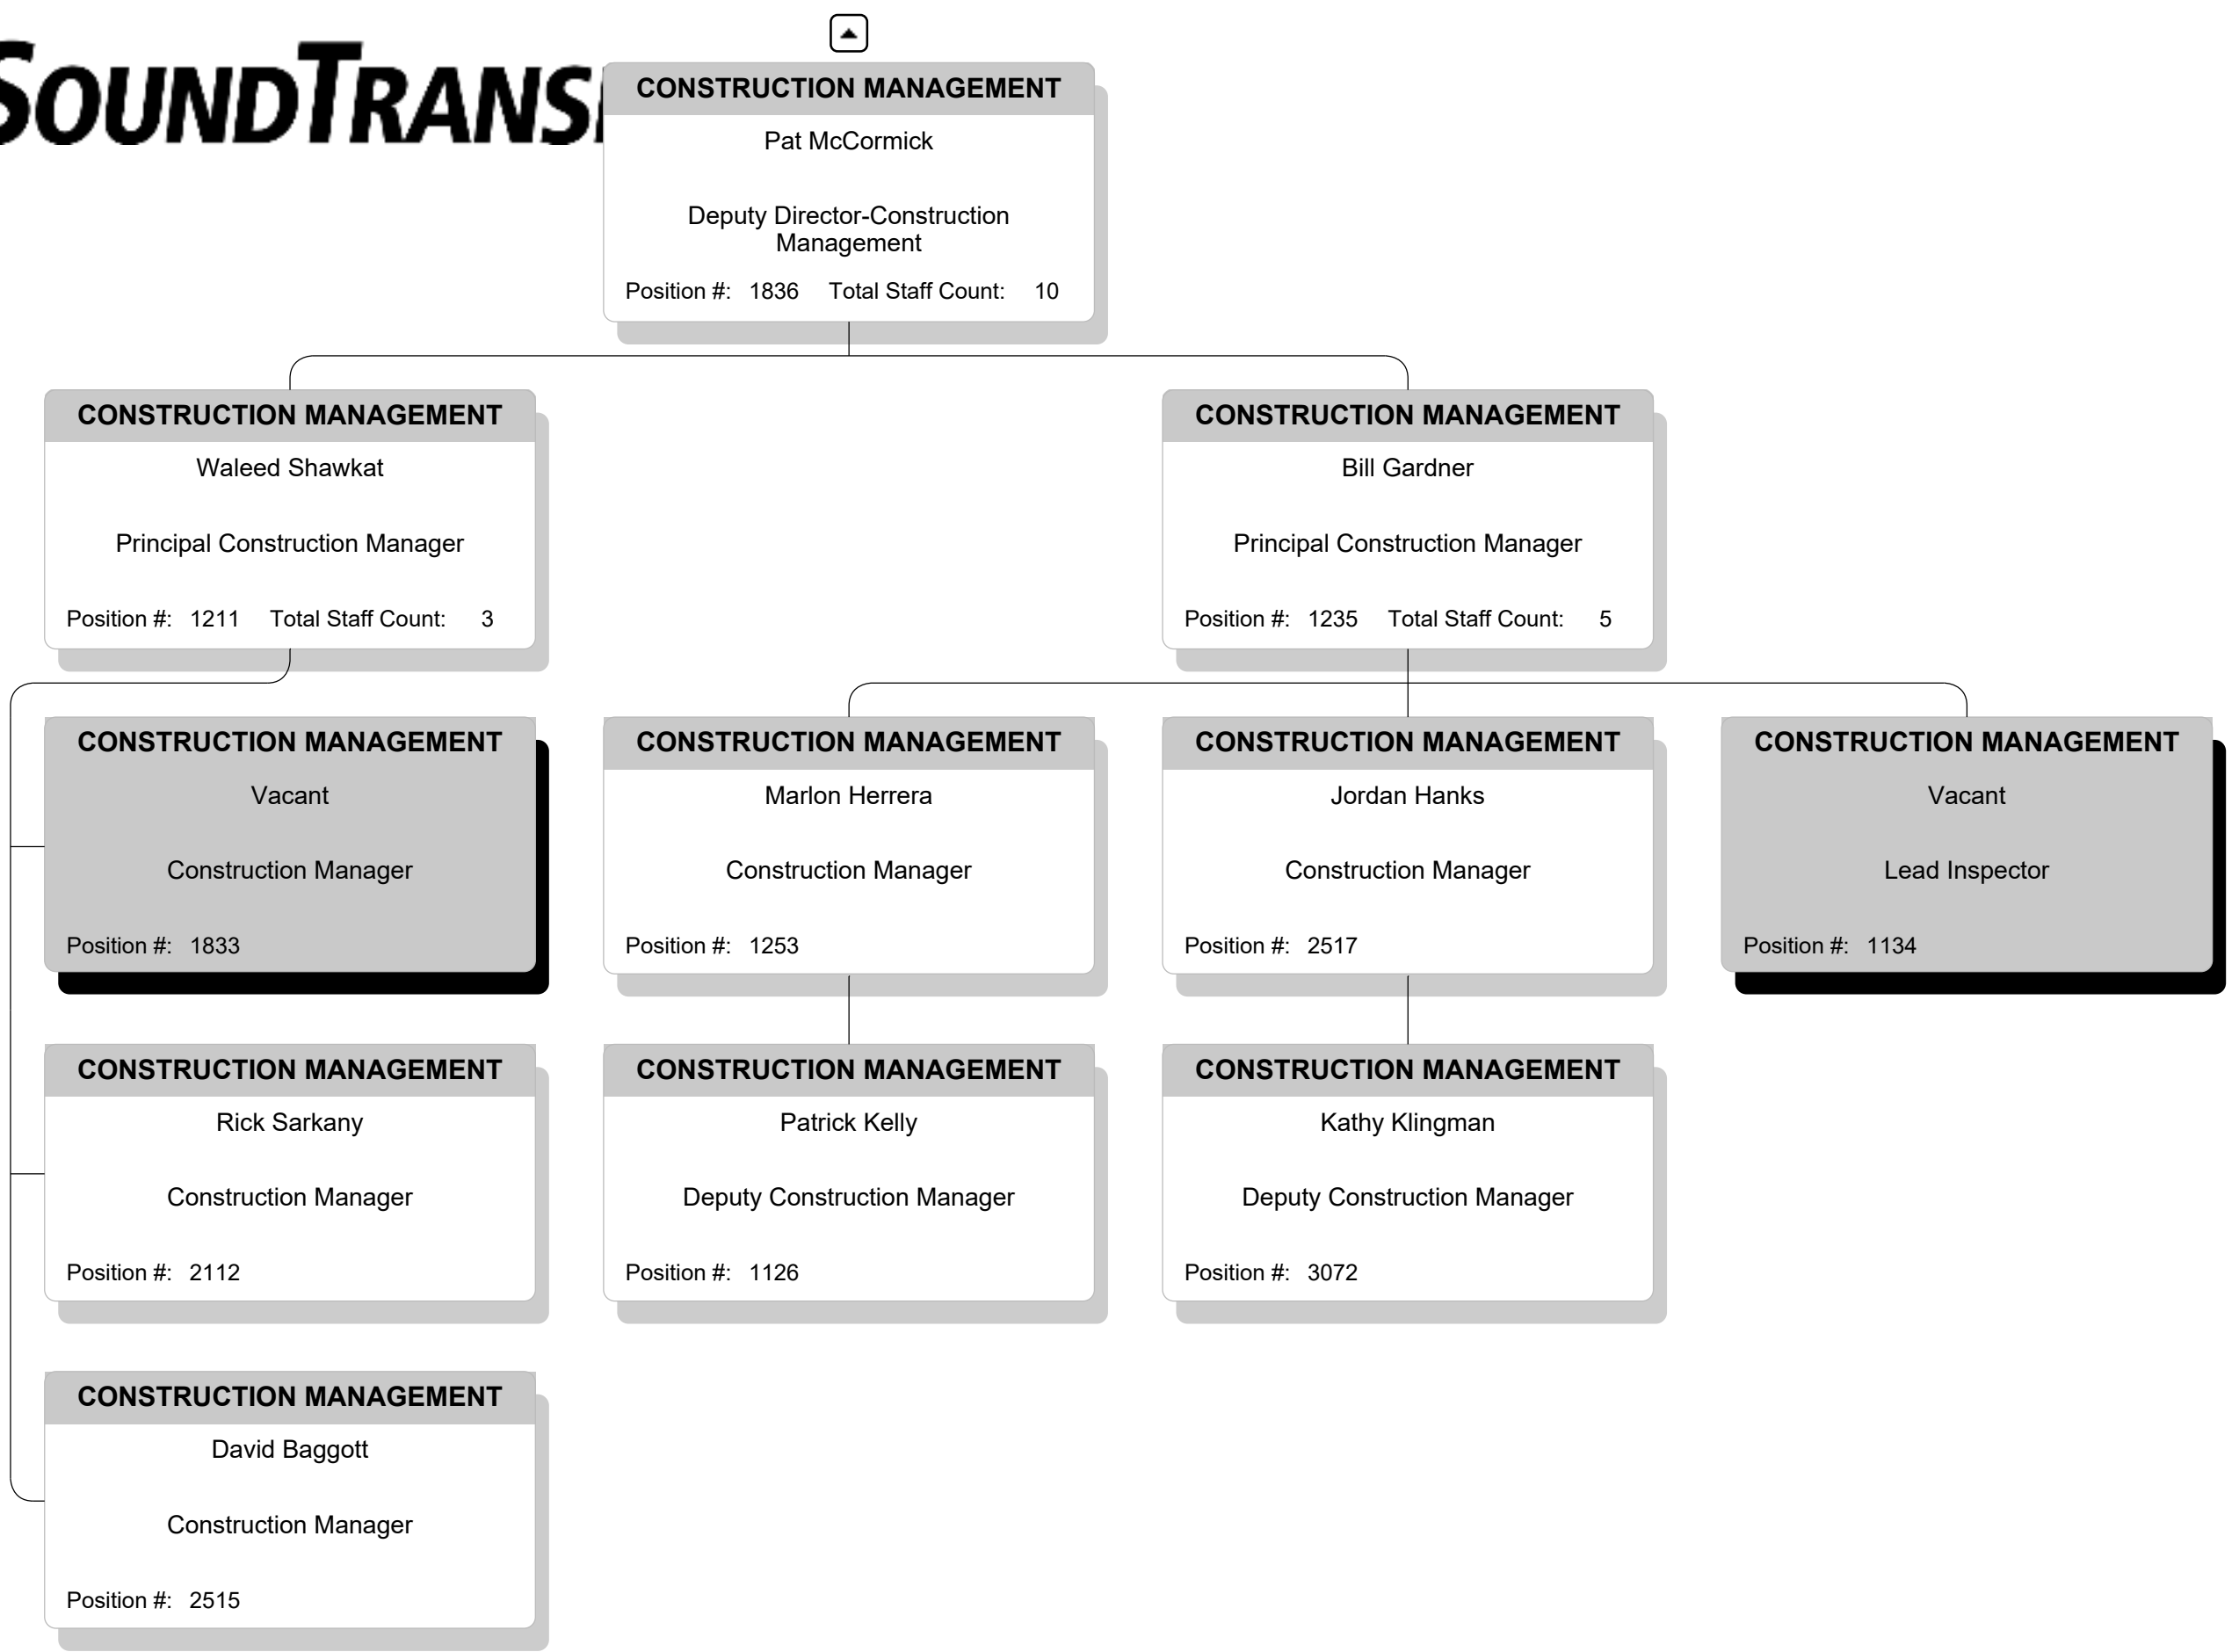 SOUNDTRANSI
CONSTRUCTION MANAGEMENT
Pat McCormick
Deputy Director-Construction
Management
Position #: 1836 Total Staff Count: 10
CONSTRUCTION MANAGEMENT
Waleed Shawkat
Principal Construction Manager
Position #: 1211 Total Staff Count: 3
CONSTRUCTION MANAGEMENT
Bill Gardner
Principal Construction Manager
Position #: 1235 Total Staff Count: 5
CONSTRUCTION MANAGEMENT
Vacant
Construction Manager
Position #: 1833
CONSTRUCTION MANAGEMENT
Marlon Herrera
Construction Manager
Position #: 1253
CONSTRUCTION MANAGEMENT
Jordan Hanks
Construction Manager
Position #: 2517
CONSTRUCTION MANAGEMENT
Vacant
Lead Inspector
Position #: 1134
CONSTRUCTION MANAGEMENT
Rick Sarkany
Construction Manager
Position #: 2112
CONSTRUCTION MANAGEMENT
Patrick Kelly
Deputy Construction Manager
Position #: 1126
CONSTRUCTION MANAGEMENT
Kathy Klingman
Deputy Construction Manager
Position #: 3072
CONSTRUCTION MANAGEMENT
David Baggott
Construction Manager
Position #: 2515